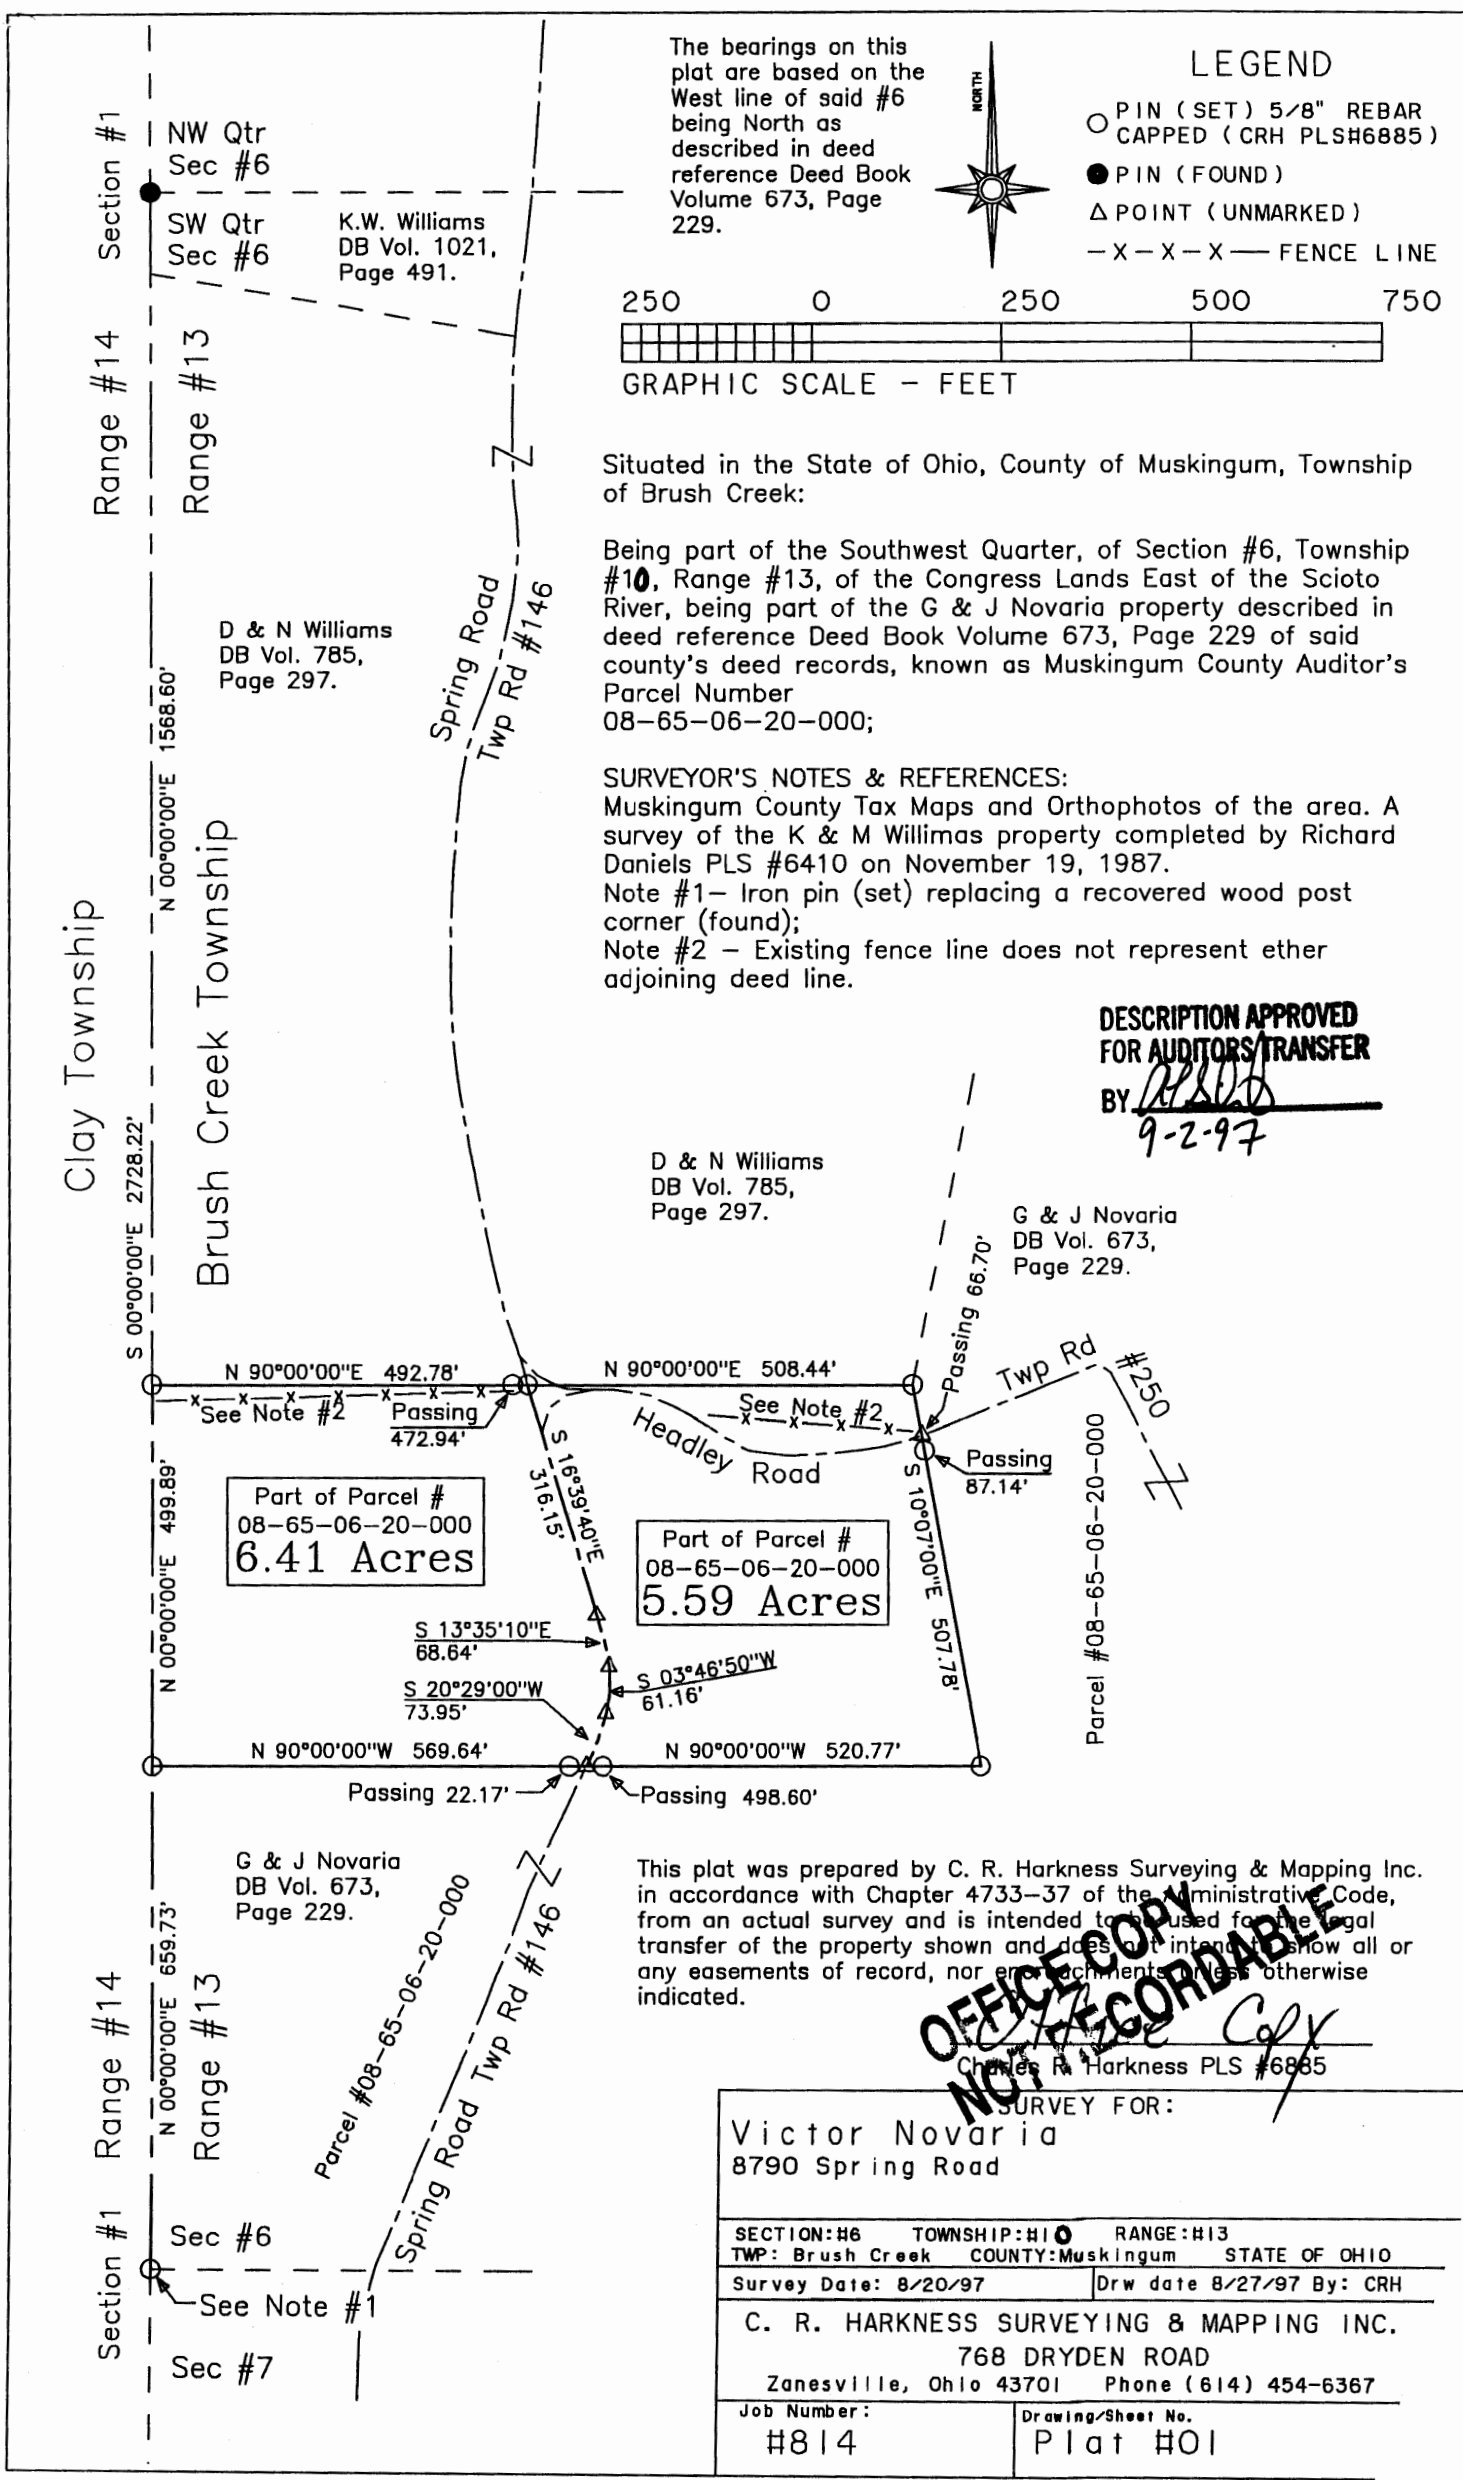 The bearings on this
plat are based on the
West line of said #6
being North as
described in deed
reference Deed Book
Volume 673, Page
229.
NORTH
LEGEND
PIN (SET) 5/8" REBAR
CAPPED (CRH PLS#6885)
PIN (FOUND)
POINT (UNMARKED)
—X—X—X— FENCE LINE
Section #1
NW Qtr
Sec #6
SW Qtr
Sec #6
K.W. Williams
DB Vol. 1021,
Page 491.
250 0 250 500 750
GRAPHIC SCALE - FEET
Range #14
Range #13
Situated in the State of Ohio, County of Muskingum, Township
of Brush Creek:
Being part of the Southwest Quarter, of Section #6, Township
#10, Range #13, of the Congress Lands East of the Scioto
River, being part of the G & J Novaria property described in
deed reference Deed Book Volume 673, Page 229 of said
county's deed records, known as Muskingum County Auditor's
Parcel Number
08-65-06-20-000;
SURVEYOR'S NOTES & REFERENCES:
Muskingum County Tax Maps and Orthophotos of the area. A
survey of the K & M Willimas property completed by Richard
Daniels PLS #6410 on November 19, 1987.
Note #1- Iron pin (set) replacing a recovered wood post
corner (found);
Note #2 - Existing fence line does not represent ether
adjoining deed line.
D & N Williams
DB Vol. 785,
Page 297.
Spring Road
Twp Rd #146
N 00°00'00"E 1568.60'
Clay Township
Brush Creek Township
S 00°00'00"E 2728.22'
DESCRIPTION APPROVED
FOR AUDITORS TRANSFER
BY
9-2-97
D & N Williams
DB Vol. 785,
Page 297.
G & J Novaria
DB Vol. 673,
Page 229.
Passing 66.70'
Twp Rd
#250
N 90°00'00"E 492.78'
N 90°00'00"E 508.44'
See Note #2
Passing
472.94'
See Note #2
Headley
Road
Passing
87.14'
S 16°39'40"E
316.15'
S 10°07'00"E 507.78'
N 00°00'00"E 499.89'
Part of Parcel #
08-65-06-20-000
6.41 Acres
Part of Parcel #
08-65-06-20-000
5.59 Acres
Parcel #08-65-06-20-000
S 13°35'10"E
68.64'
S 03°46'50"W
61.16'
S 20°29'00"W
73.95'
N 90°00'00"W 569.64'
N 90°00'00"W 520.77'
Passing 22.17'
Passing 498.60'
G & J Novaria
DB Vol. 673,
Page 229.
Parcel #08-65-06-20-000
Spring Road Twp Rd #146
N 00°00'00"E 659.73'
Range #14
Range #13
Section #1
Sec #6
See Note #1
Sec #7
This plat was prepared by C. R. Harkness Surveying & Mapping Inc.
in accordance with Chapter 4733-37 of the Administrative Code,
from an actual survey and is intended to be used for the legal
transfer of the property shown and does not intend to show all or
any easements of record, nor encroachments unless otherwise
indicated.
OFFICE COPY
NOT RECORDABLE
Copy
Charles R. Harkness PLS #6885
SURVEY FOR:
Victor Novaria
8790 Spring Road
SECTION:#6 TOWNSHIP:#10 RANGE:#13
TWP: Brush Creek COUNTY:Muskingum STATE OF OHIO
Survey Date: 8/20/97 Drw date 8/27/97 By: CRH
C. R. HARKNESS SURVEYING & MAPPING INC.
768 DRYDEN ROAD
Zanesville, Ohio 43701 Phone (614) 454-6367
Job Number:
#814
Drawing/Sheet No.
Plat #01